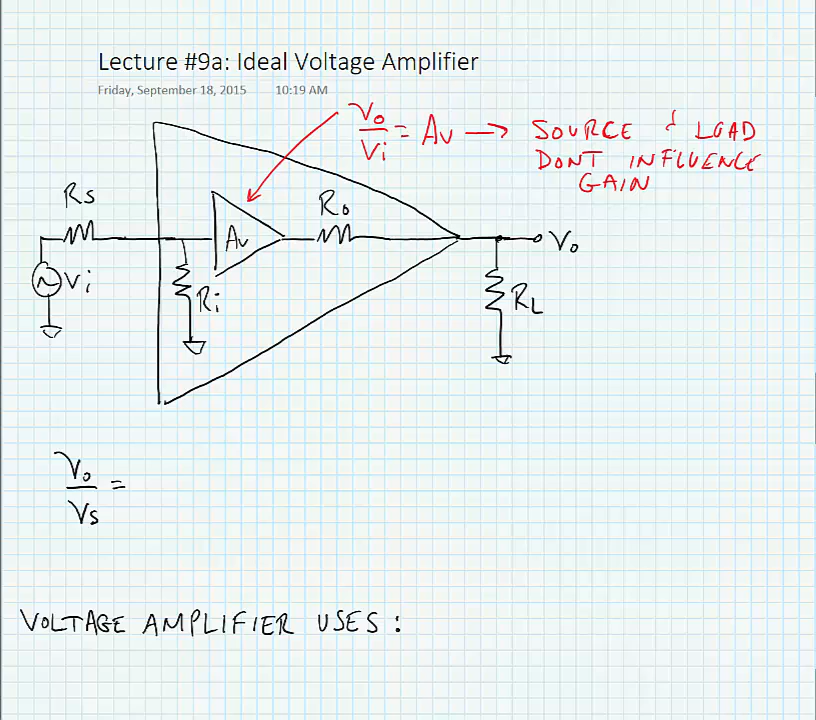 Lecture #9a: Ideal Voltage Amplifier
Friday, September 18, 2015 10:19 AM
Vo/Vi = Av → SOURCE & LOAD
DONT INFLUENCE
GAIN
Rs
Ro
Av
Vo
Vi
Ri
RL
Vo/Vs =
VOLTAGE AMPLIFIER USES: